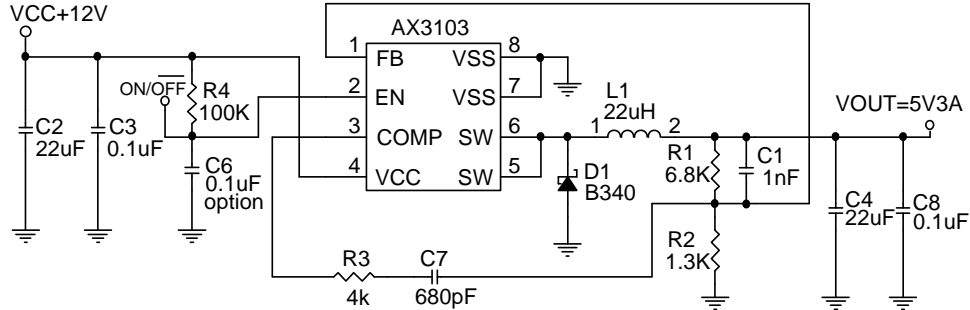 VCC+12V
AX3103
1 FB VSS 8
2 EN VSS 7
3 COMP SW 6
4 VCC SW 5
ON/OFF
R4
100K
C2
22uF
C3
0.1uF
C6
0.1uF
option
L1
22uH
1 2
D1
B340
VOUT=5V3A
R1
6.8K
C1
1nF
R2
1.3K
C4
22uF
C8
0.1uF
R3
4k
C7
680pF